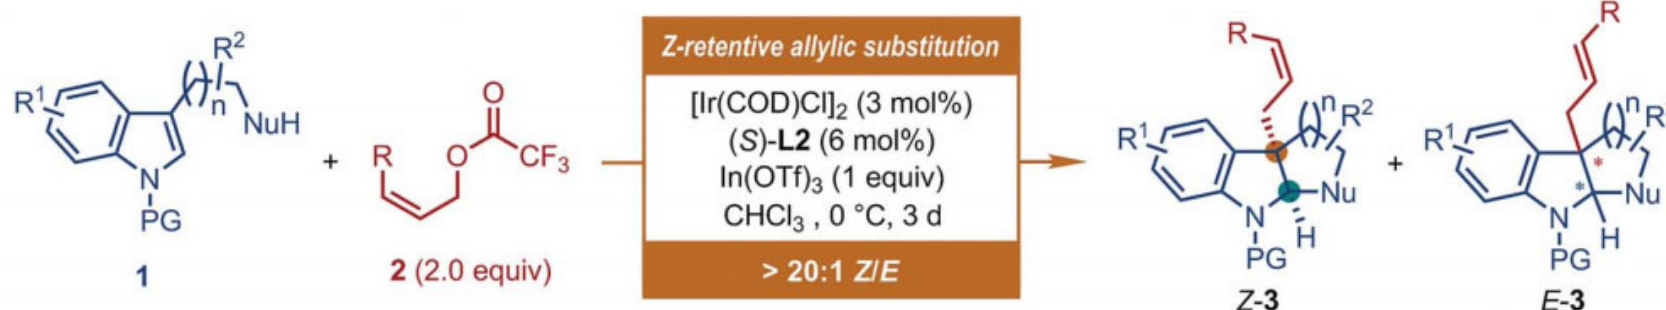 Z-retentive allylic substitution
[Ir(COD)Cl]2 (3 mol%)
(S)-L2 (6 mol%)
In(OTf)3 (1 equiv)
CHCl3 , 0 °C, 3 d
> 20:1 Z/E
R1
( )n
R2
NuH
N
PG
1
+
R
O
O
CF3
2 (2.0 equiv)
R
R1
( )n
R2
Nu
N
H
PG
Z-3
+
R
R1
( )n
R
*
*
Nu
N
H
PG
E-3